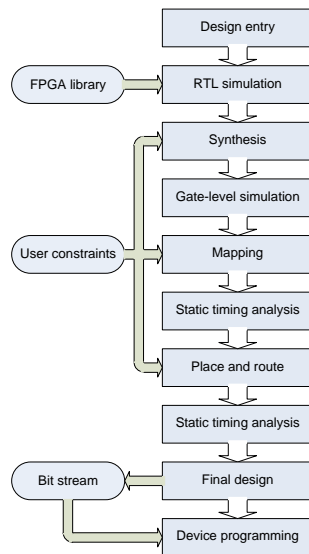 Design entry
FPGA library
RTL simulation
Synthesis
Gate-level simulation
User constraints
Mapping
Static timing analysis
Place and route
Static timing analysis
Bit stream
Final design
Device programming